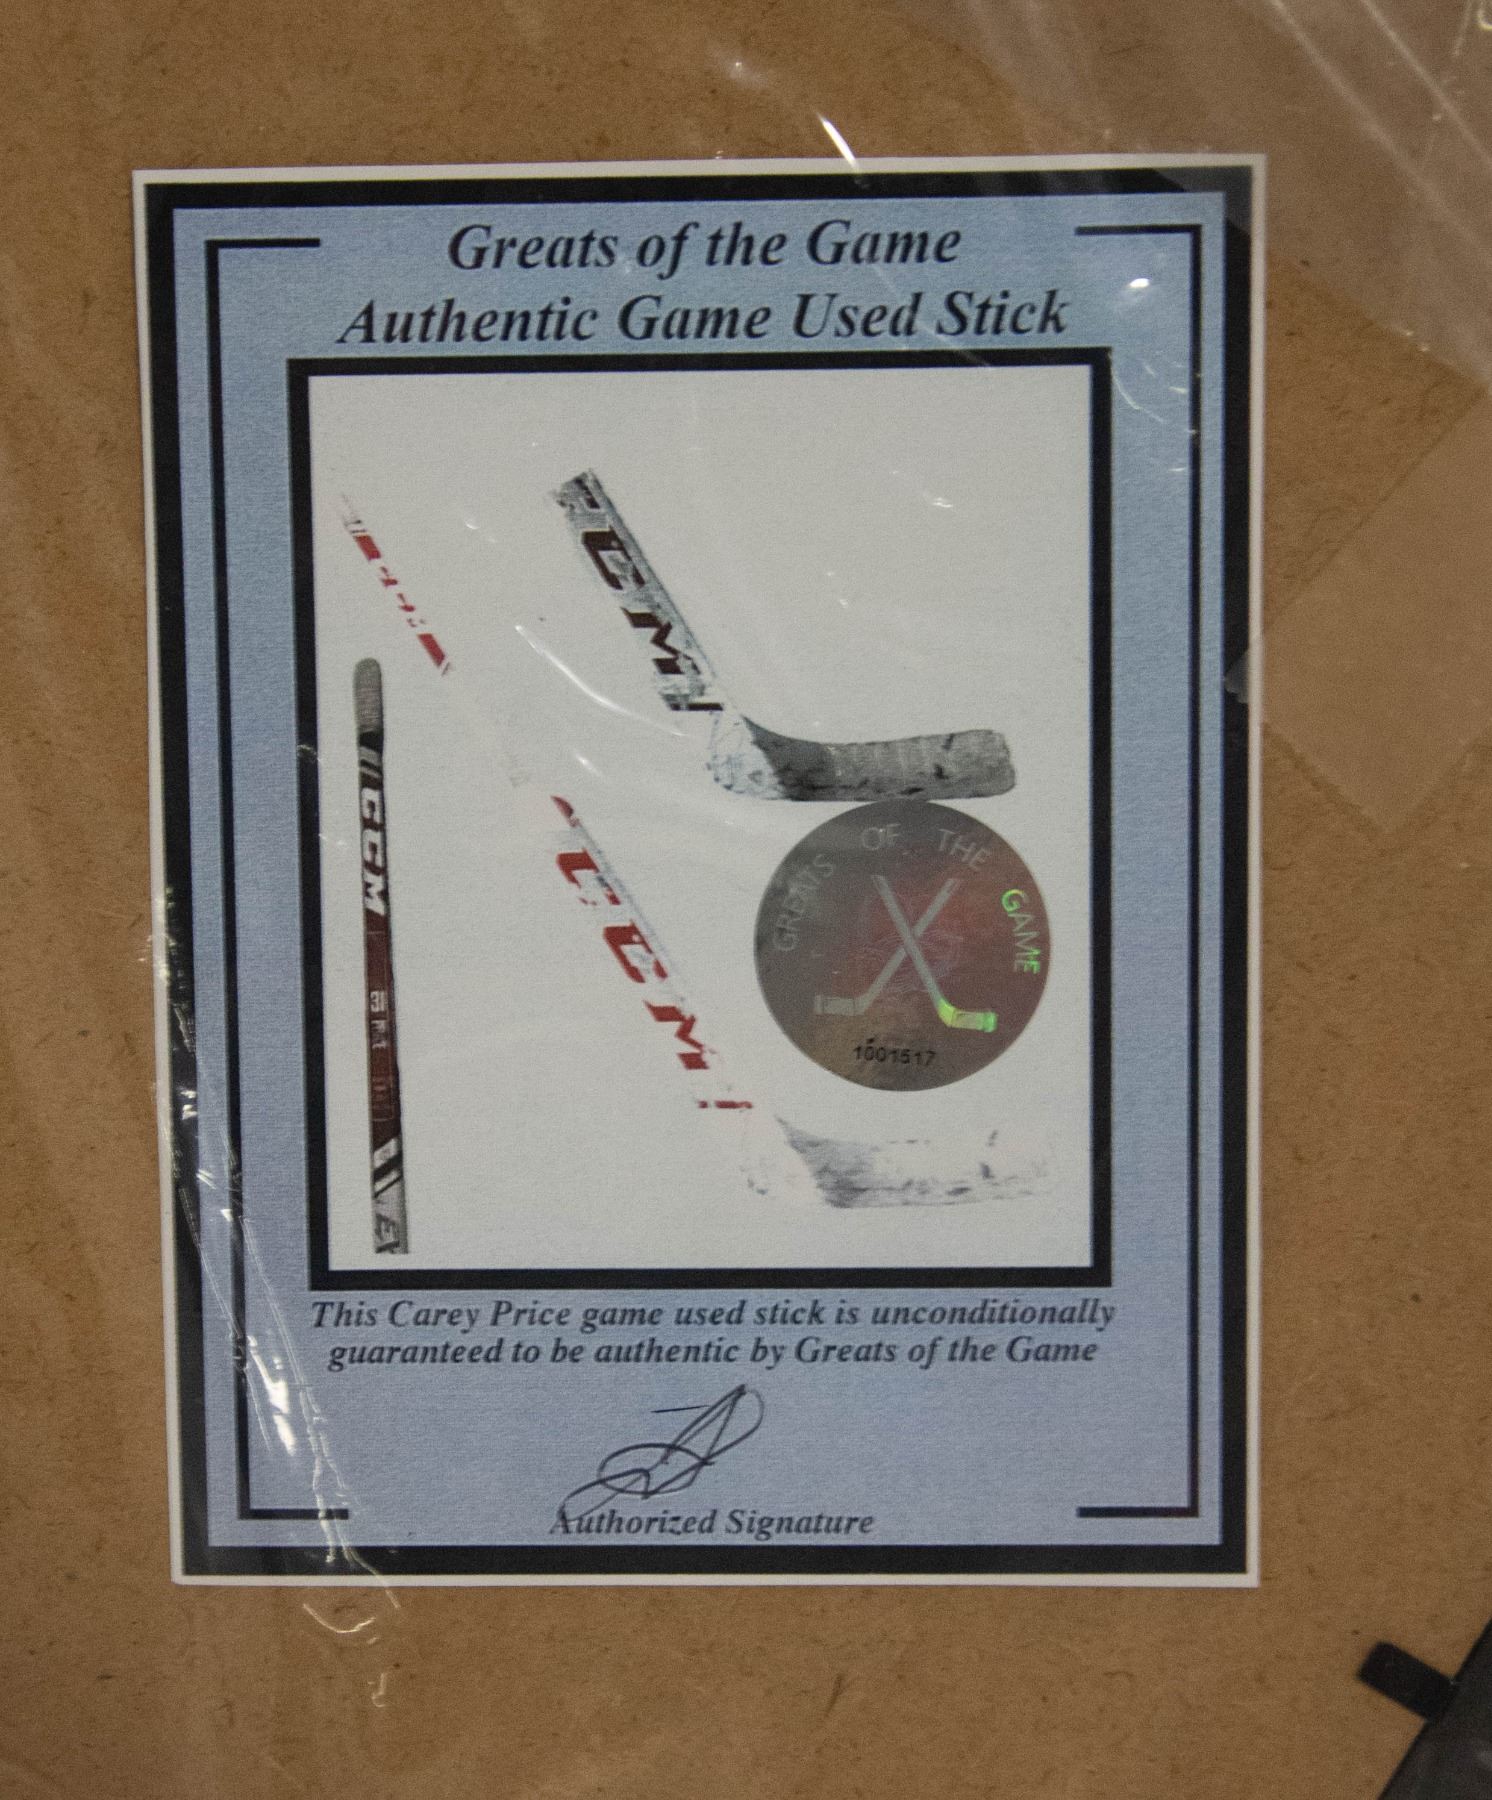 Greats of the Game
Authentic Game Used Stick
CCM
CCM
31
CCM
GREATS OF THE GAME
1001517
This Carey Price game used stick is unconditionally
guaranteed to be authentic by Greats of the Game
Authorized Signature